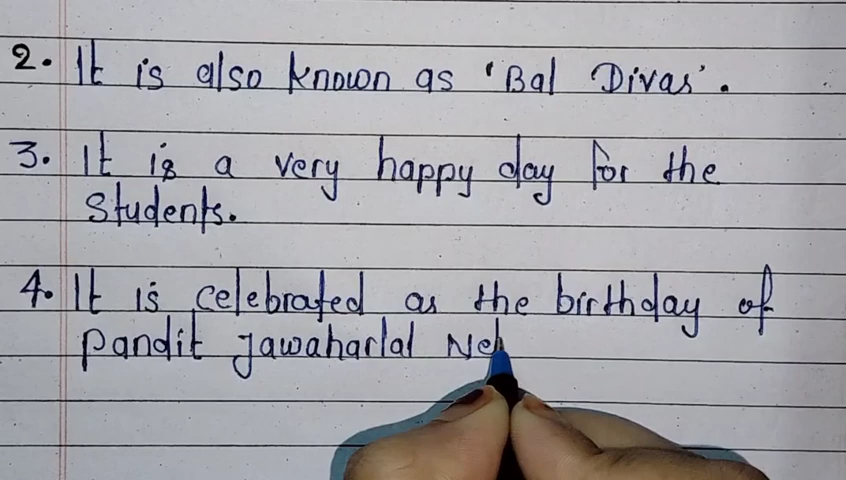 2. It is also known as 'Bal Divas'.
3. It is a very happy day for the
students.
4. It is celebrated as the birthday of
pandit Jawaharlal Neh